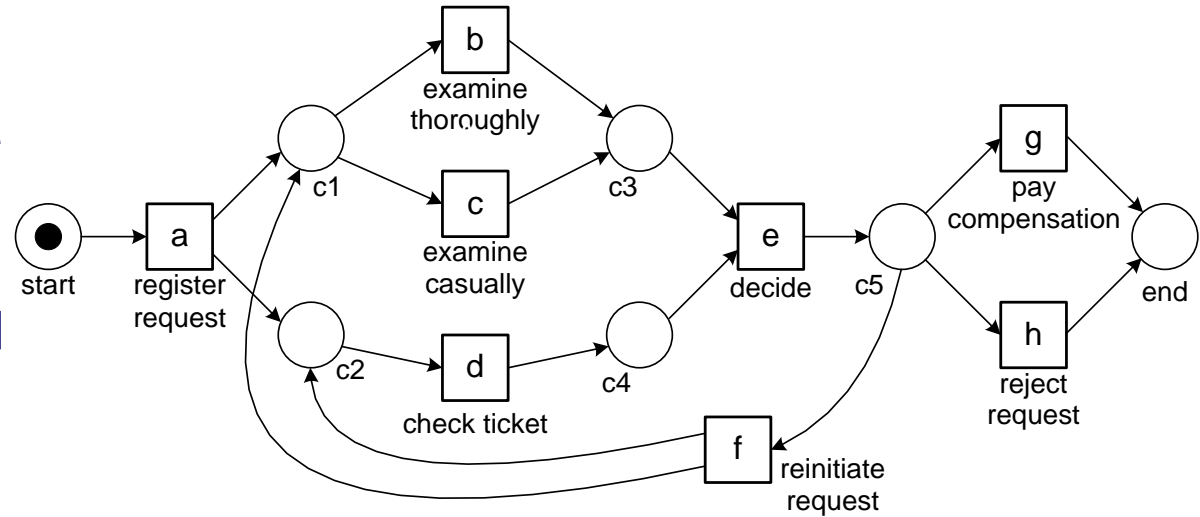 b
examine
thoroughly
c1
c3
g
pay
compensation
c
examine
casually
start
a
register
request
e
decide
c5
end
c2
d
check ticket
c4
h
reject
request
f
reinitiate
request